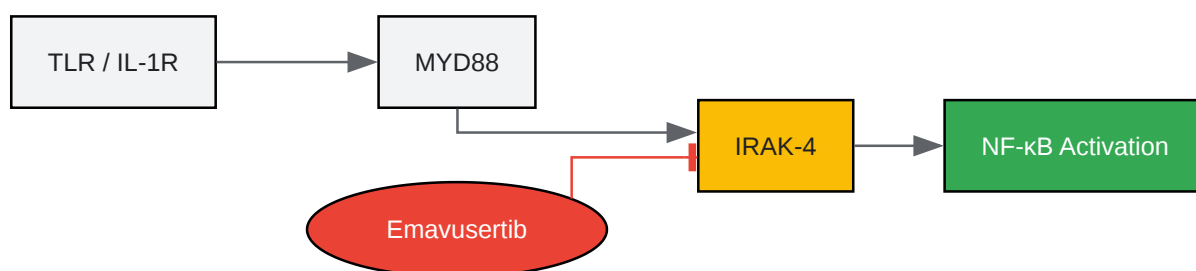 TLR / IL-1R
MYD88
IRAK-4
NF-κB Activation
Emavusertib